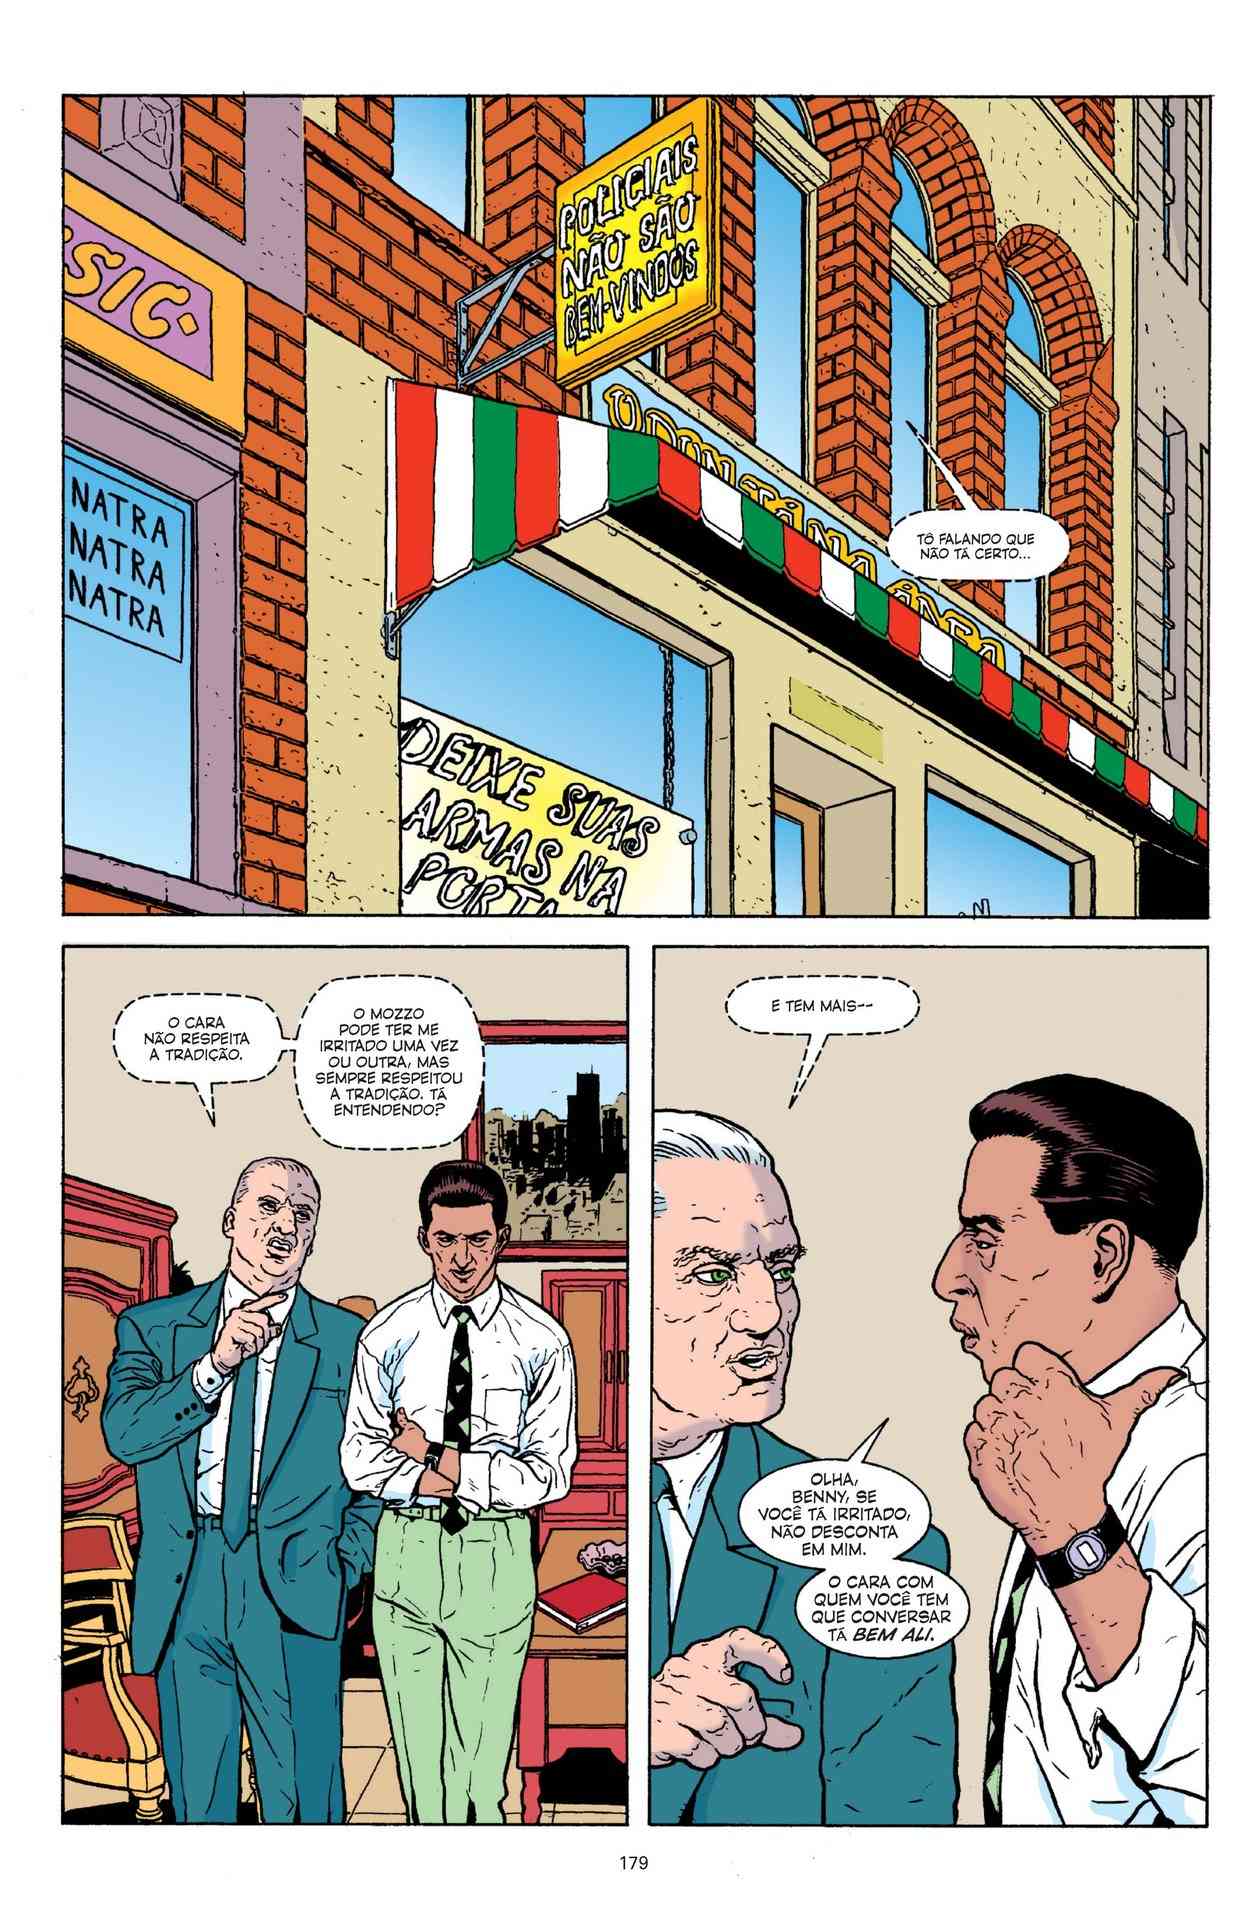 POLICIAIS
NÃO SÃO
BEM-VINDOS
SIC
NATRA
NATRA
NATRA
TÔ FALANDO QUE
NÃO TÁ CERTO...
DEIXE SUAS
ARMAS NA
O CARA
NÃO RESPEITA
A TRADIÇÃO.
O MOZZO
PODE TER ME
IRRITADO UMA VEZ
OU OUTRA, MAS
SEMPRE RESPEITOU
A TRADIÇÃO. TÁ
ENTENDENDO?
E TEM MAIS--
OLHA,
BENNY, SE
VOCÊ TÁ IRRITADO,
NÃO DESCONTA
EM MIM.
O CARA COM
QUEM VOCÊ TEM
QUE CONVERSAR
TÁ BEM ALI.
179